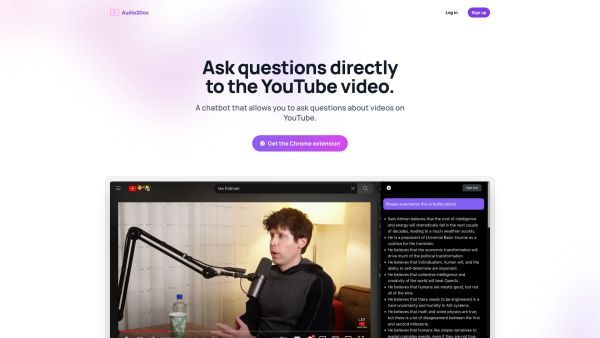 Audio2Doc
Log in
Sign up
Ask questions directly
to the YouTube video.
A chatbot that allows you to ask questions about videos on
YouTube.
Get the Chrome extension
lex fridman
Sign Out
Please summarize this in bullet points.
Sam Altman believes that the cost of intelligence
and energy will dramatically fall in the next couple
of decades, leading to a much wealthier society.
He is a proponent of Universal Basic Income as a
cushion for the transition.
He believes that the economic transformation will
drive much of the political transformation.
He believes in individualism, human will, and the
ability to self-determine are important.
He believes that collective intelligence and
creativity of the world will beat OpenAI.
He believes that humans are mostly good, but not
all of the time.
He believes that there needs to be engineered in a
hard uncertainty and humility in AGI systems.
He believes that math and some physics are true,
but there is a lot of disagreement between the first
and second milestone.
He believes that humans like simple narratives to
explain complex events, even if they are not true.
LEX